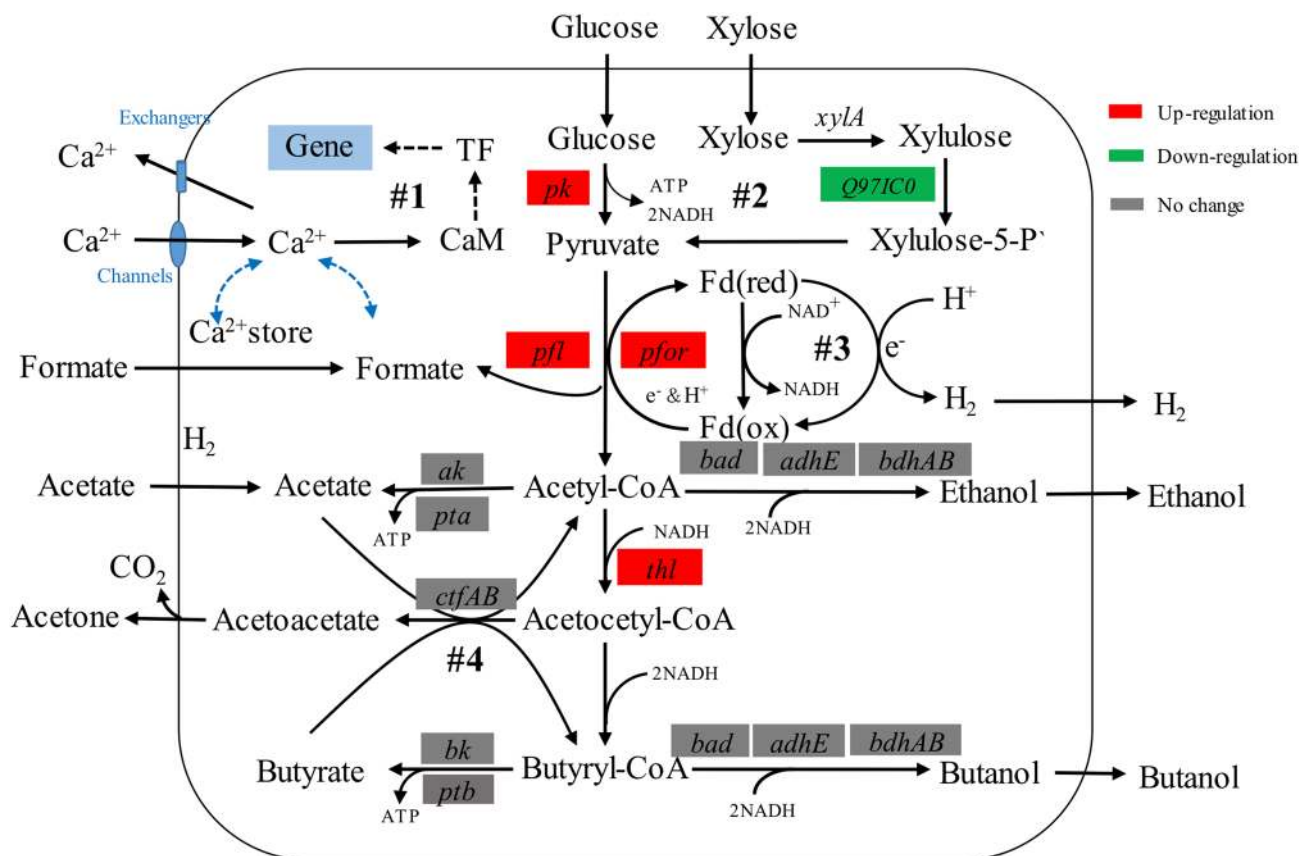 Glucose Xylose
Exchangers
Up-regulation
Ca²⁺
Gene TF
Glucose Xylose xylA Xylulose
Down-regulation
#1
pk ATP
2NADH
#2 Q97IC0
No change
Ca²⁺ Ca²⁺ CaM Pyruvate Xylulose-5-P`
Channels
Fd(red) H⁺
NAD⁺
Ca²⁺store
pfl pfor #3 e⁻
Formate Formate
e⁻ & H⁺ NADH
H₂ H₂
Fd(ox)
H₂
bad adhE bdhAB
ak
Acetate Acetate Acetyl-CoA Ethanol Ethanol
pta
ATP 2NADH
NADH
thl
CO₂
ctfAB
Acetone Acetoacetate Acetocetyl-CoA
#4
2NADH
bk bad adhE bdhAB
Butyrate Butyryl-CoA Butanol Butanol
ptb
ATP 2NADH